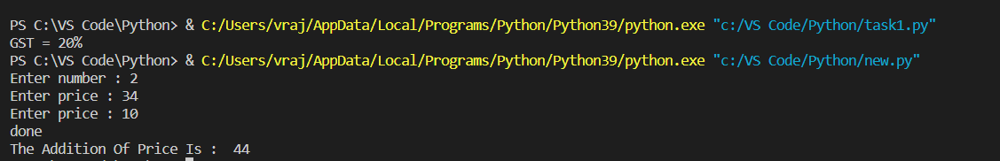 PS C:\VS Code\Python> & C:/Users/vraj/AppData/Local/Programs/Python/Python39/python.exe "c:/VS Code/Python/task1.py"
GST = 20%
PS C:\VS Code\Python> & C:/Users/vraj/AppData/Local/Programs/Python/Python39/python.exe "c:/VS Code/Python/new.py"
Enter number : 2
Enter price : 34
Enter price : 10
done
The Addition Of Price Is :  44